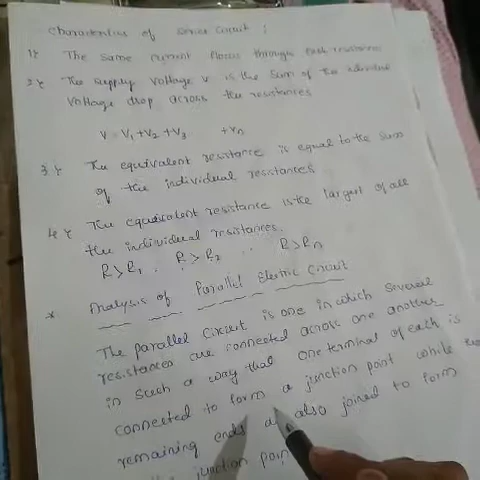 Characteristics of Series Circuit :
1) The same current flows through each resistances
2) The supply voltage V is the sum of the individual
voltage drop across the resistances
V = V1 + V2 + V3 + Vn
3) The equivalent resistance is equal to the sum
of the individual resistances
4) The equivalent resistance is the largest of all
the individual resistances.
R > R1 , R > R2 .. R > Rn
* Analysis of Parallel Electric Circuit
The parallel Circuit is one in which several
resistances are connected across one another
in such a way that one terminal of each is
connected to form a junction point while the
remaining ends also joined to form
junction poin